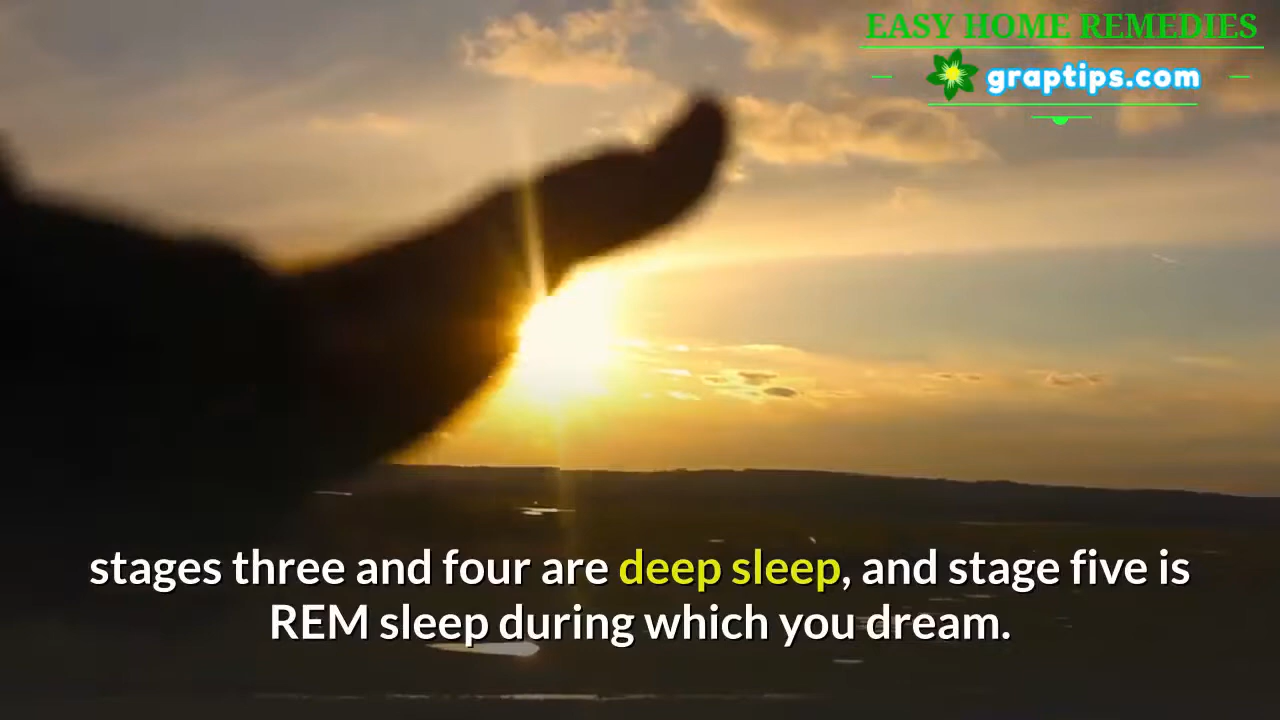 EASY HOME REMEDIES
graptips.com
stages three and four are deep sleep, and stage five is
REM sleep during which you dream.